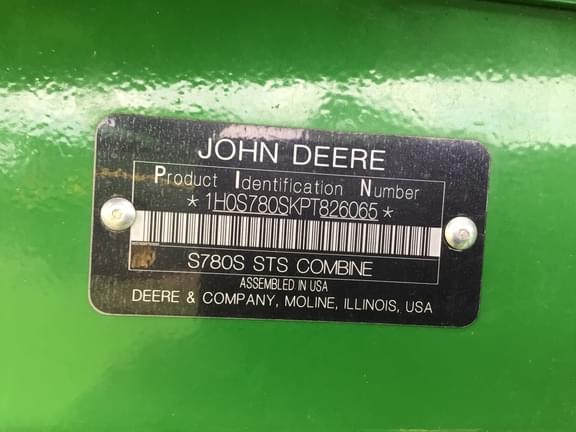 JOHN DEERE
Product Identification Number
*1H0S780SKPT826065*
S780S STS COMBINE
ASSEMBLED IN USA
DEERE & COMPANY, MOLINE, ILLINOIS, USA